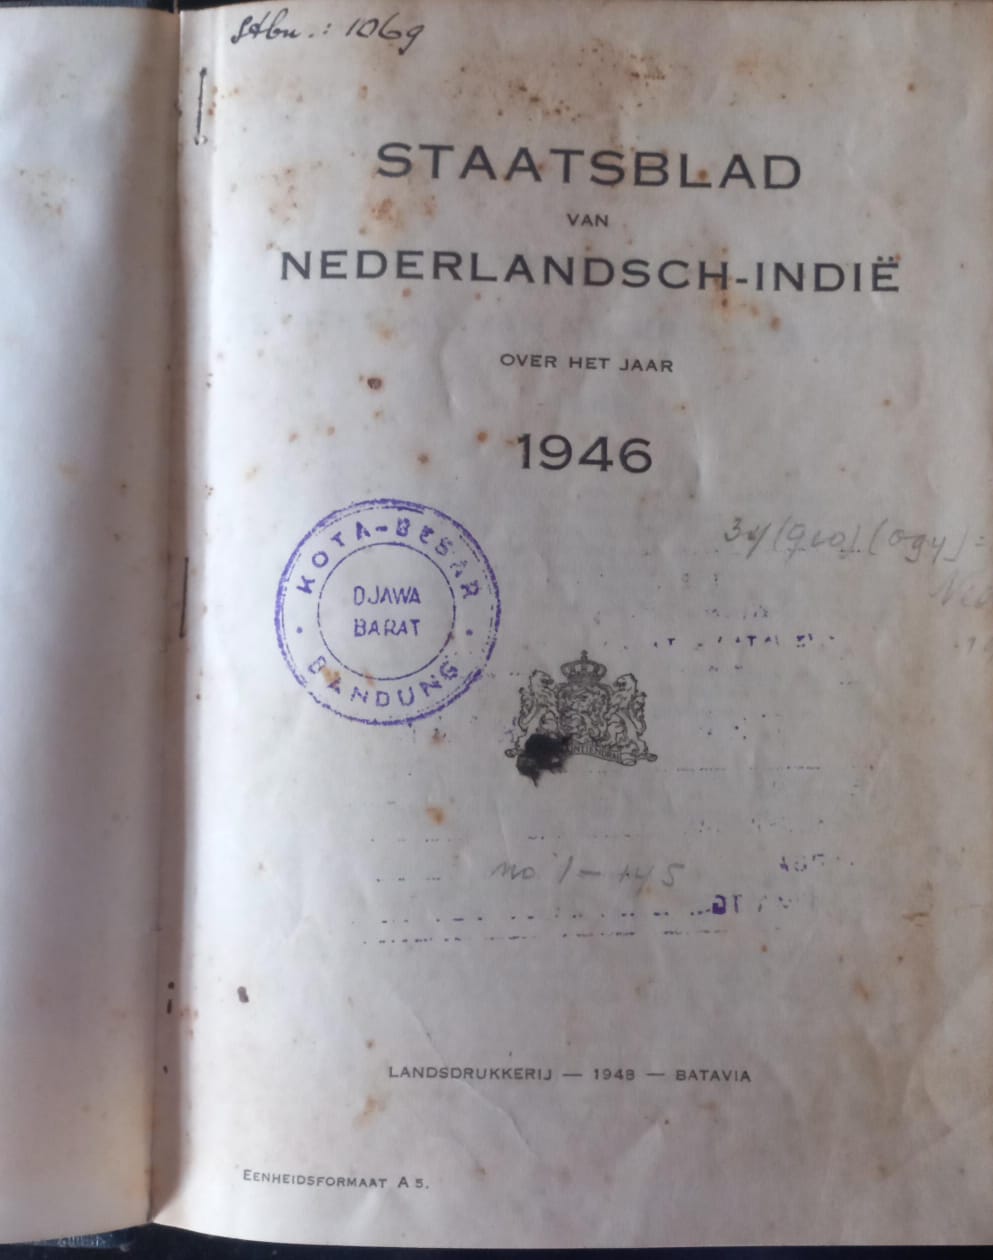 Stbn.: 1069
STAATSBLAD
VAN
NEDERLANDSCH-INDIË
OVER HET JAAR
1946
KOTA-BESAR
DJAWA
BARAT
BANDUNG
no 1 - 145
LANDSDRUKKERIJ — 1948 — BATAVIA
EENHEIDSFORMAAT A 5.